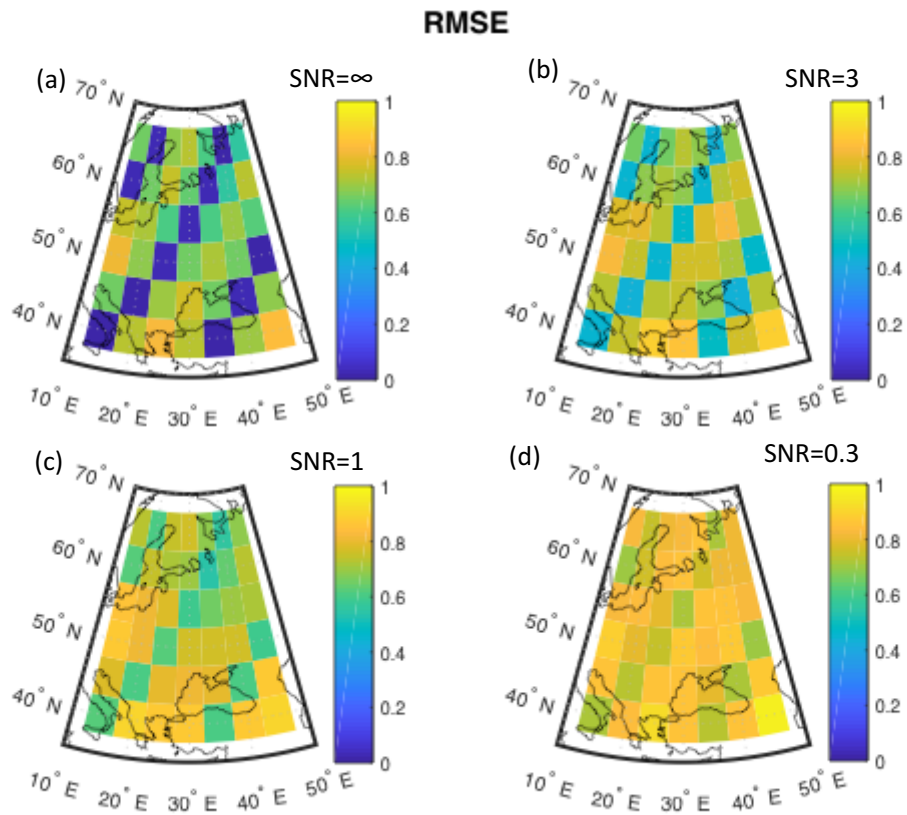 RMSE
(a)
SNR=∞
70° N
60° N
50° N
40° N
10° E
20° E
30° E
40° E
50° E
1
0.8
0.6
0.4
0.2
0
(b)
SNR=3
70° N
60° N
50° N
40° N
10° E
20° E
30° E
40° E
50° E
1
0.8
0.6
0.4
0.2
0
(c)
SNR=1
70° N
60° N
50° N
40° N
10° E
20° E
30° E
40° E
50° E
1
0.8
0.6
0.4
0.2
0
(d)
SNR=0.3
70° N
60° N
50° N
40° N
10° E
20° E
30° E
40° E
50° E
1
0.8
0.6
0.4
0.2
0